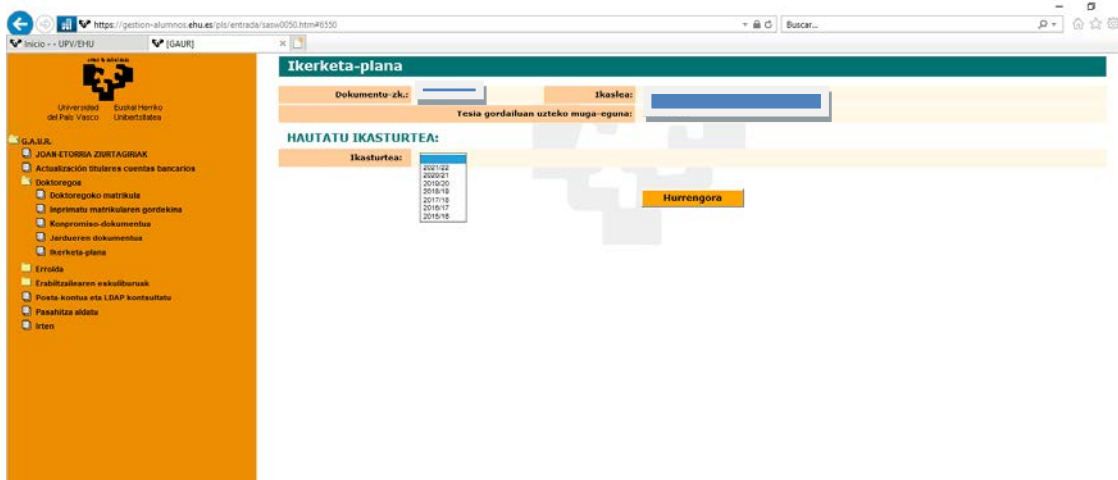 https://gestion-alumnos.ehu.es/pls/entrada/sasw0050.htm#6550
Buscar...
Inicio - - UPV/EHU
[GAUR]
Universidad del País Vasco
Euskal Herriko Unibertsitatea
G.A.U.R.
JOAN-ETORRIA ZIURTAGIRIAK
Actualización titulares cuentas bancarios
Doktoregoa
Doktoregoko matrikula
Inprimatu matrikularen gordekina
Konpromiso-dokumentua
Jardueren dokumentua
Ikerketa-plana
Errolda
Erabiltzailearen eskuliburuak
Posta-kontua eta LDAP kontsultatu
Pasahitza aldatu
Irten
Ikerketa-plana
Dokumentu-zk.:
Ikaslea:
Tesia gordailuan uzteko muga-eguna:
HAUTATU IKASTURTEA:
Ikasturtea:
2021/22
2020/21
2019/20
2018/19
2017/18
2016/17
2015/16
Hurrengora